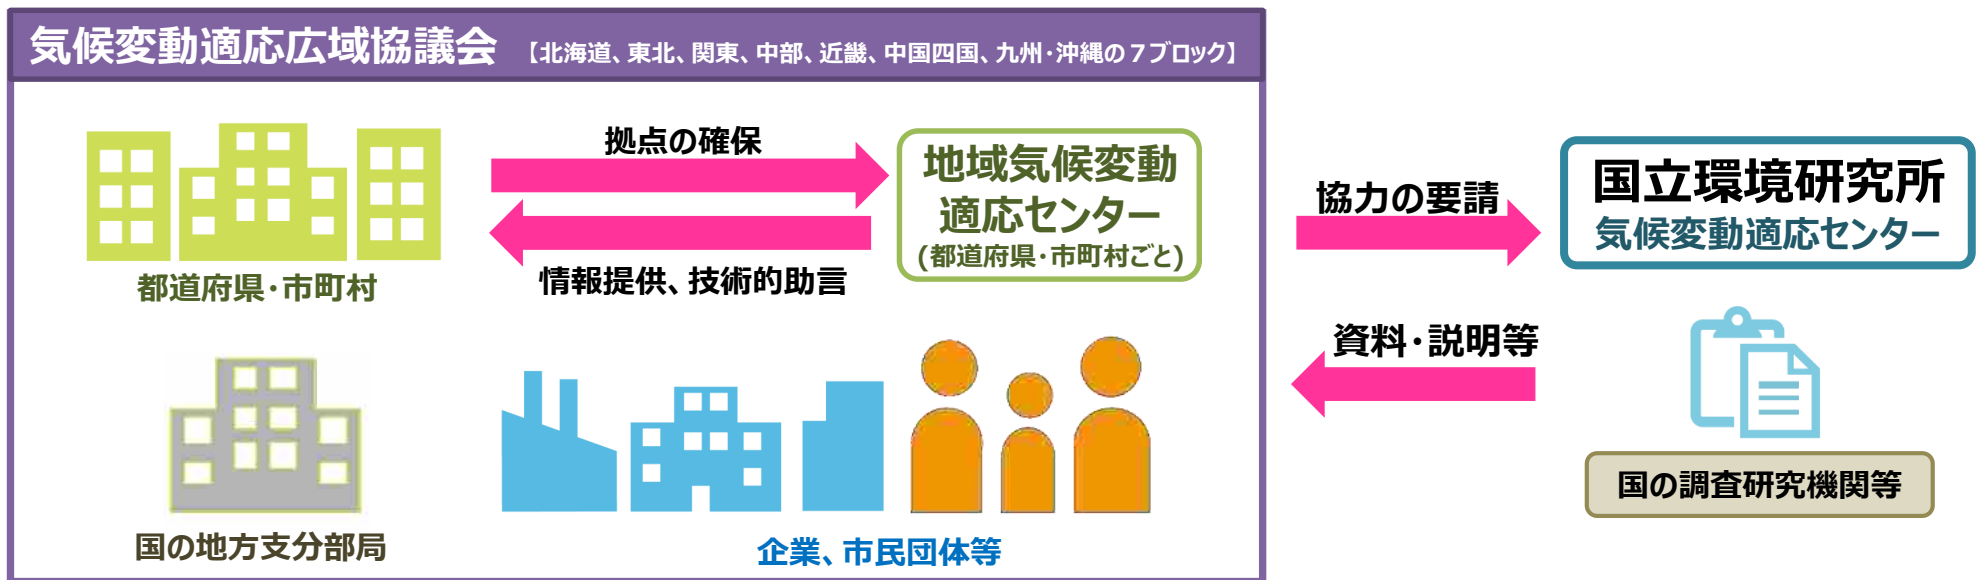 気候変動適応広域協議会 【北海道、東北、関東、中部、近畿、中国四国、九州・沖縄の７ブロック】
拠点の確保
地域気候変動
適応センター
(都道府県・市町村ごと)
情報提供、技術的助言
都道府県・市町村
国の地方支分部局
企業、市民団体等
協力の要請
国立環境研究所
気候変動適応センター
資料・説明等
国の調査研究機関等